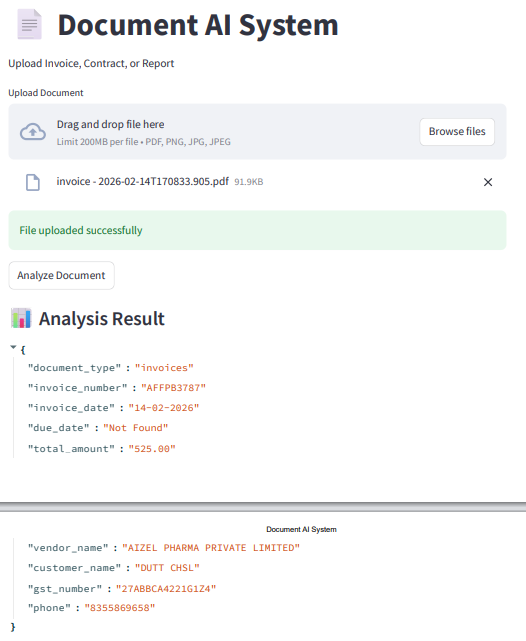 Document AI System
Upload Invoice, Contract, or Report
Upload Document
Drag and drop file here
Limit 200MB per file • PDF, PNG, JPG, JPEG
Browse files
invoice - 2026-02-14T170833.905.pdf 91.9KB
File uploaded successfully
Analyze Document
Analysis Result
{
"document_type" : "invoices"
"invoice_number" : "AFFPB3787"
"invoice_date" : "14-02-2026"
"due_date" : "Not Found"
"total_amount" : "525.00"
Document AI System
"vendor_name" : "AIZEL PHARMA PRIVATE LIMITED"
"customer_name" : "DUTT CHSL"
"gst_number" : "27ABBCA4221G1Z4"
"phone" : "8355869658"
}